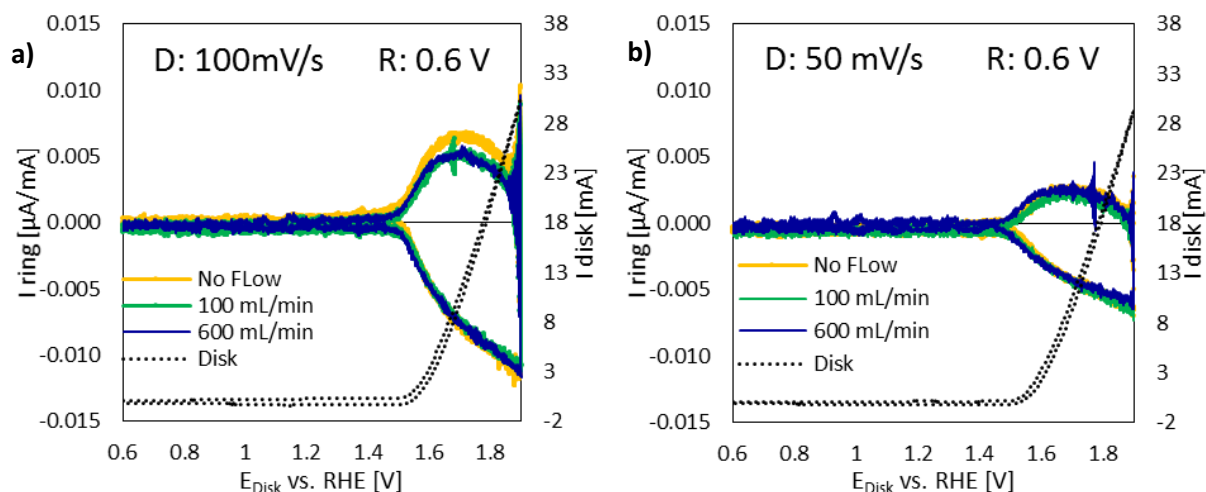 a)
D: 100mV/s R: 0.6 V
I ring [µA/mA]
0.015
0.010
0.005
0.000
-0.005
-0.010
-0.015
No FLow
100 mL/min
600 mL/min
Disk
38
33
28
23
18
13
8
3
-2
I disk [mA]
0.6 0.8 1 1.2 1.4 1.6 1.8
E_Disk vs. RHE [V]
b)
D: 50 mV/s R: 0.6 V
I ring [µA/mA]
0.015
0.010
0.005
0.000
-0.005
-0.010
-0.015
No FLow
100 mL/min
600 mL/min
Disk
38
33
28
23
18
13
8
3
-2
I disk [mA]
0.6 0.8 1 1.2 1.4 1.6 1.8
E_Disk vs. RHE [V]